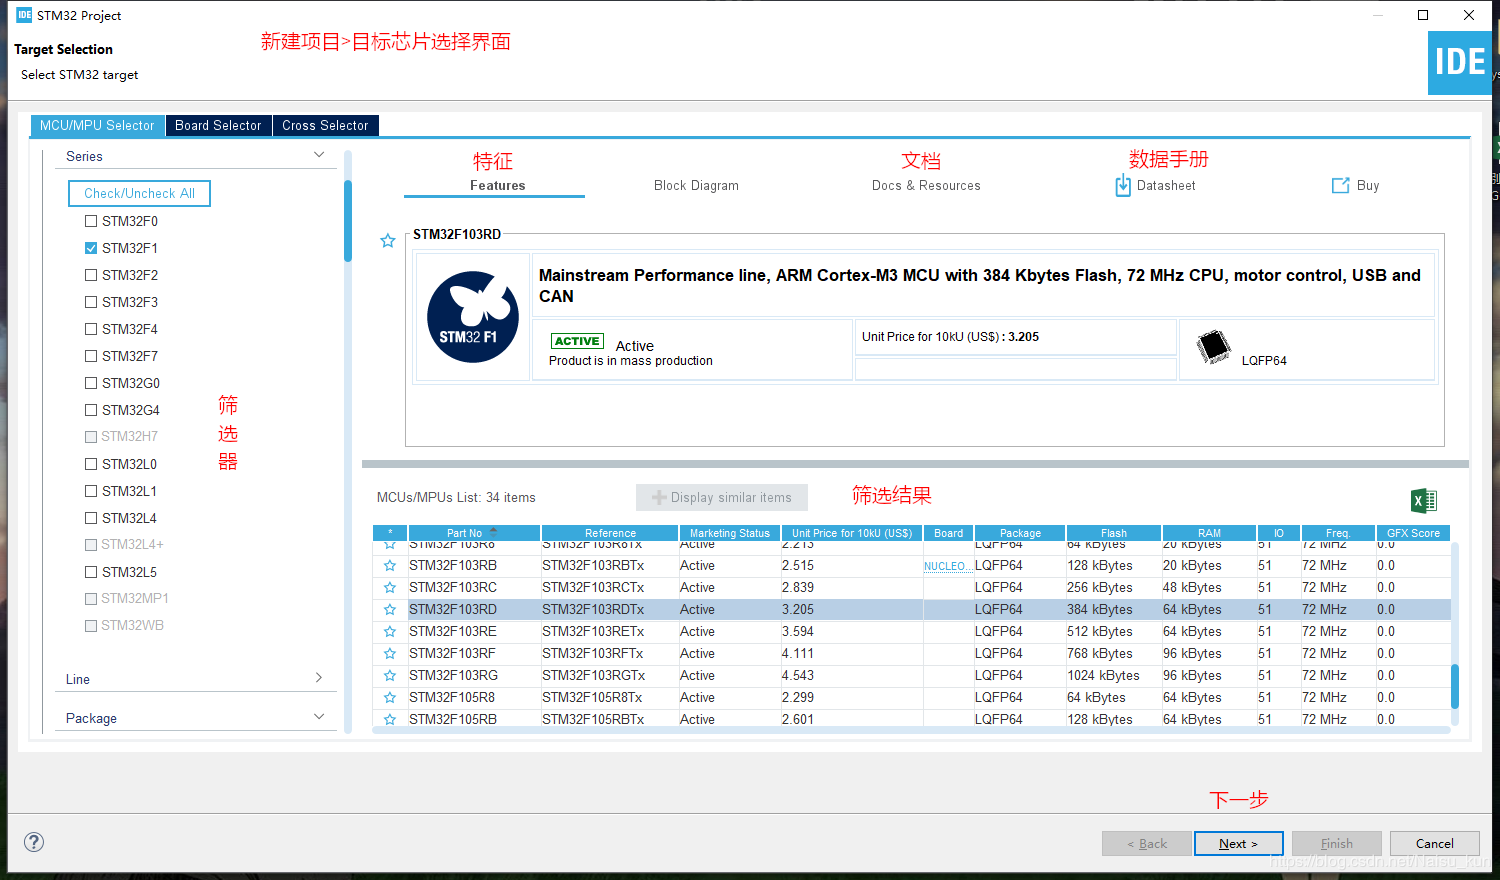 IDE STM32 Project
新建项目>目标芯片选择界面
Target Selection
Select STM32 target
IDE
MCU/MPU Selector Board Selector Cross Selector
Series
Check/Uncheck All
STM32F0
STM32F1
STM32F2
STM32F3
STM32F4
STM32F7
STM32G0
STM32G4
STM32H7
STM32L0
STM32L1
STM32L4
STM32L4+
STM32L5
STM32MP1
STM32WB
筛
选
器
Line
Package
特征 文档 数据手册
Features Block Diagram Docs & Resources Datasheet Buy
STM32F103RD
STM32 F1
Mainstream Performance line, ARM Cortex-M3 MCU with 384 Kbytes Flash, 72 MHz CPU, motor control, USB and
CAN
ACTIVE Active
Product is in mass production
Unit Price for 10kU (US$) : 3.205
LQFP64
MCUs/MPUs List: 34 items Display similar items 筛选结果
* Part No Reference Marketing Status Unit Price for 10kU (US$) Board Package Flash RAM IO Freq. GFX Score
STM32F103R8 STM32F103R8Tx Active 2.213 LQFP64 64 kBytes 20 kBytes 51 72 MHz 0.0
STM32F103RB STM32F103RBTx Active 2.515 NUCLEO... LQFP64 128 kBytes 20 kBytes 51 72 MHz 0.0
STM32F103RC STM32F103RCTx Active 2.839 LQFP64 256 kBytes 48 kBytes 51 72 MHz 0.0
STM32F103RD STM32F103RDTx Active 3.205 LQFP64 384 kBytes 64 kBytes 51 72 MHz 0.0
STM32F103RE STM32F103RETx Active 3.594 LQFP64 512 kBytes 64 kBytes 51 72 MHz 0.0
STM32F103RF STM32F103RFTx Active 4.111 LQFP64 768 kBytes 96 kBytes 51 72 MHz 0.0
STM32F103RG STM32F103RGTx Active 4.543 LQFP64 1024 kBytes 96 kBytes 51 72 MHz 0.0
STM32F105R8 STM32F105R8Tx Active 2.299 LQFP64 64 kBytes 64 kBytes 51 72 MHz 0.0
STM32F105RB STM32F105RBTx Active 2.601 LQFP64 128 kBytes 64 kBytes 51 72 MHz 0.0
下一步
? < Back Next > Finish Cancel
https://blog.csdn.net/Naisu_kun